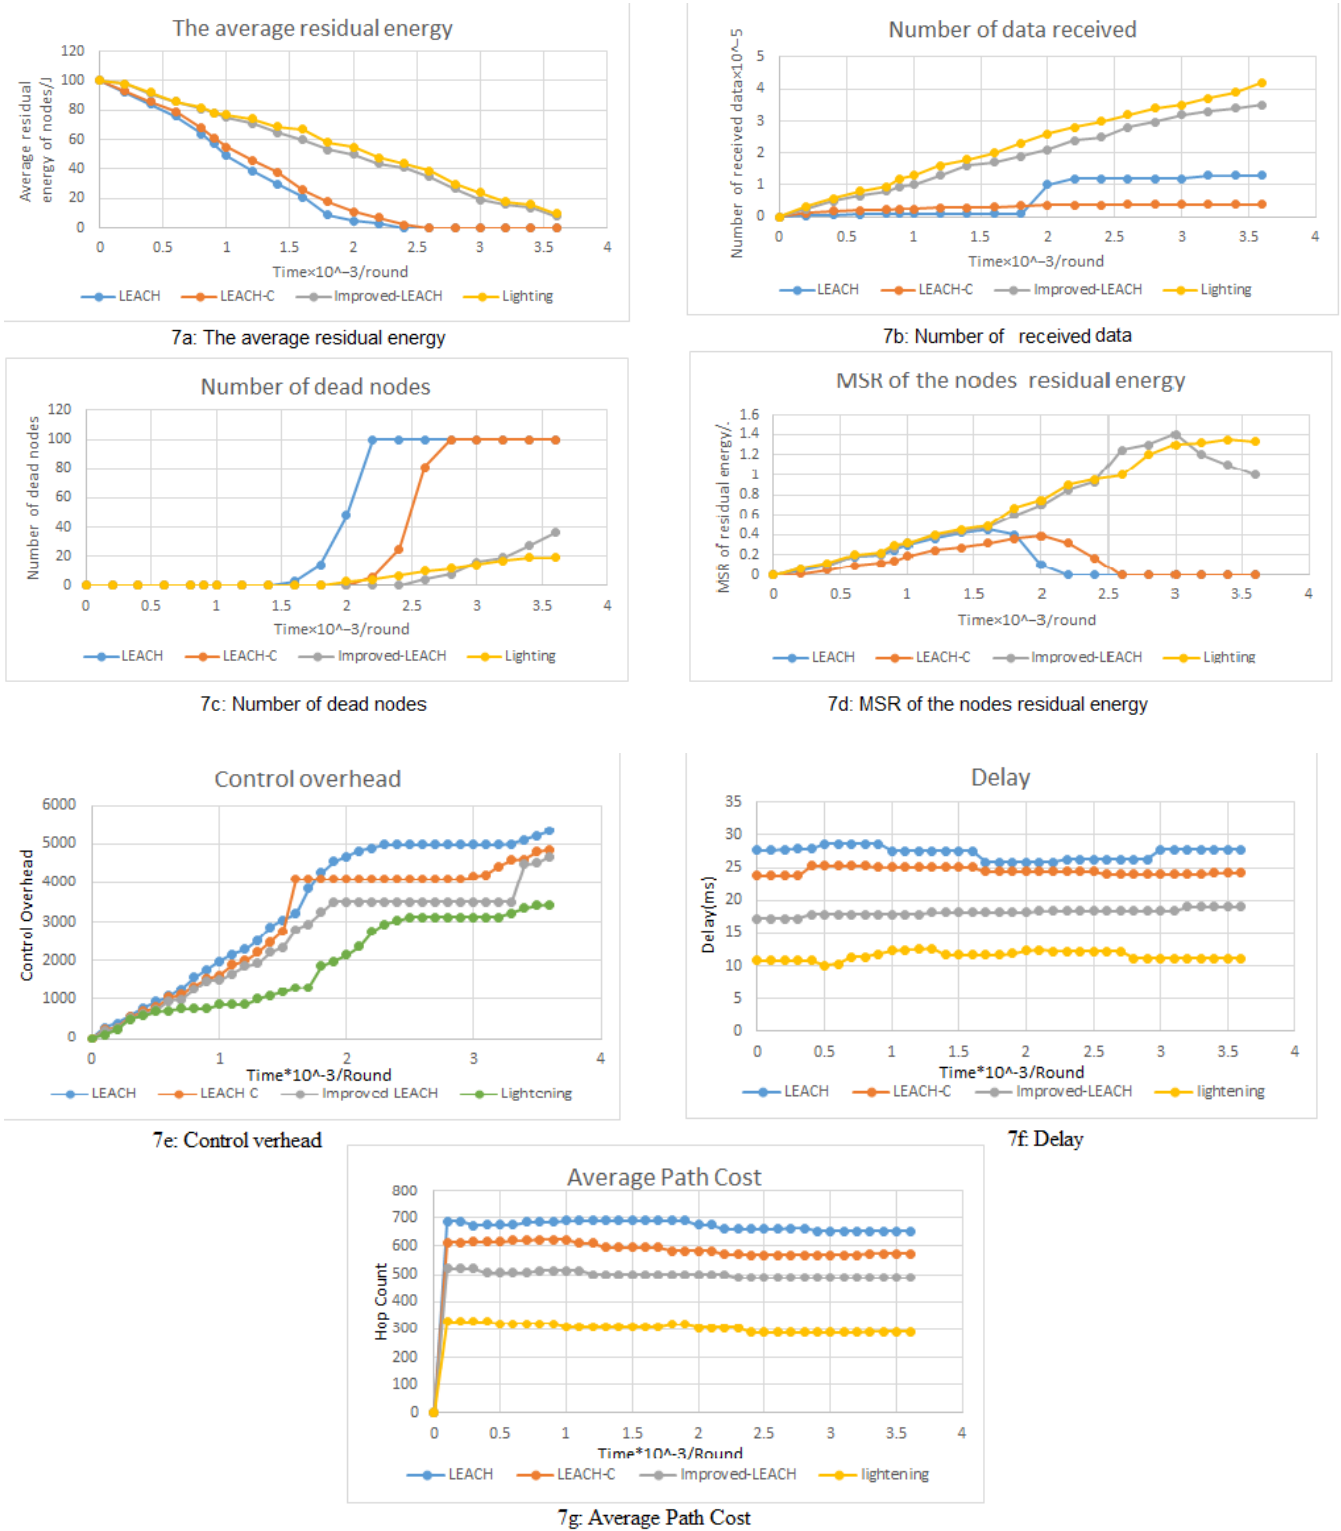 The average residual energy
Average residual
energy of nodes/J
120
100
80
60
40
20
0
0 0.5 1 1.5 2 2.5 3 3.5 4
Time×10^−3/round
LEACH LEACH-C Improved-LEACH Lighting
7a: The average residual energy
Number of data received
Number of received data×10^−5
5
4
3
2
1
0
0 0.5 1 1.5 2 2.5 3 3.5 4
Time×10^−3/round
LEACH LEACH-C Improved-LEACH Lighting
7b: Number of received data
Number of dead nodes
Number of dead nodes
120
100
80
60
40
20
0
0 0.5 1 1.5 2 2.5 3 3.5 4
Time×10^−3/round
LEACH LEACH-C Improved-LEACH Lighting
7c: Number of dead nodes
MSR of the nodes residual energy
MSR of residual energy/.
1.6
1.4
1.2
1
0.8
0.6
0.4
0.2
0
0 0.5 1 1.5 2 2.5 3 3.5 4
Time×10^−3/round
LEACH LEACH-C Improved-LEACH Lighting
7d: MSR of the nodes residual energy
Control overhead
Control Overhead
6000
5000
4000
3000
2000
1000
0
0 1 2 3 4
Time*10^-3/Round
LEACH LEACH C Improved LEACH Lightening
7e: Control verhead
Delay
Delay(ms)
35
30
25
20
15
10
5
0
0 0.5 1 1.5 2 2.5 3 3.5 4
Time*10^-3/Round
LEACH LEACH-C Improved-LEACH lightening
7f: Delay
Average Path Cost
Hop Count
800
700
600
500
400
300
200
100
0
0 0.5 1 1.5 2 2.5 3 3.5 4
Time*10^-3/Round
LEACH LEACH-C Improved-LEACH lightening
7g: Average Path Cost